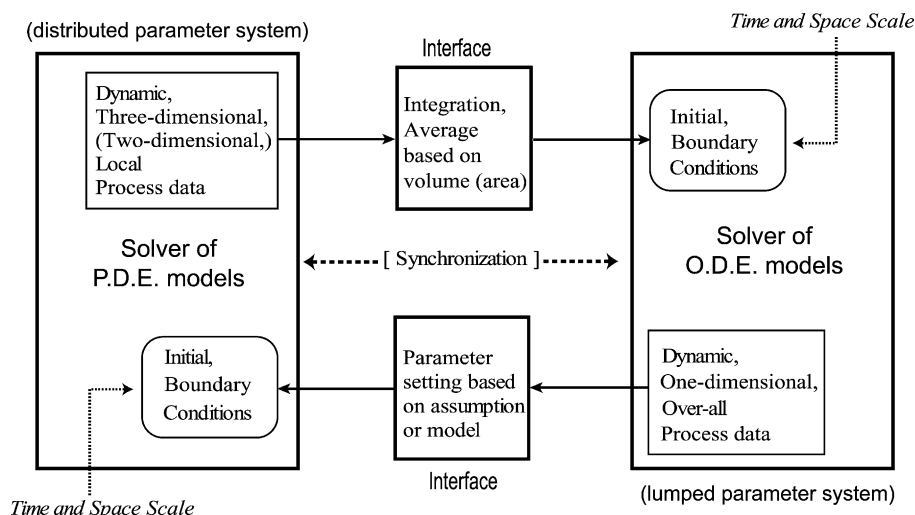 (distributed parameter system)
Interface
Time and Space Scale
Dynamic,
Three-dimensional,
(Two-dimensional,)
Local
Process data
Integration,
Average
based on
volume (area)
Initial,
Boundary
Conditions
Solver of
P.D.E. models
[ Synchronization ]
Solver of
O.D.E. models
Initial,
Boundary
Conditions
Parameter
setting based
on assumption
or model
Dynamic,
One-dimensional,
Over-all
Process data
Interface
Time and Space Scale
(lumped parameter system)